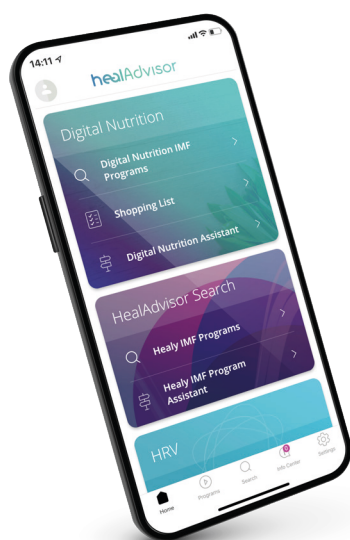 14:11
healAdvisor
Digital Nutrition
Digital Nutrition IMF
Programs
Shopping List
Digital Nutrition Assistant
HealAdvisor Search
Healy IMF Programs
Healy IMF Program
Assistant
HRV
Home
Programs
Search
Info Center
Settings